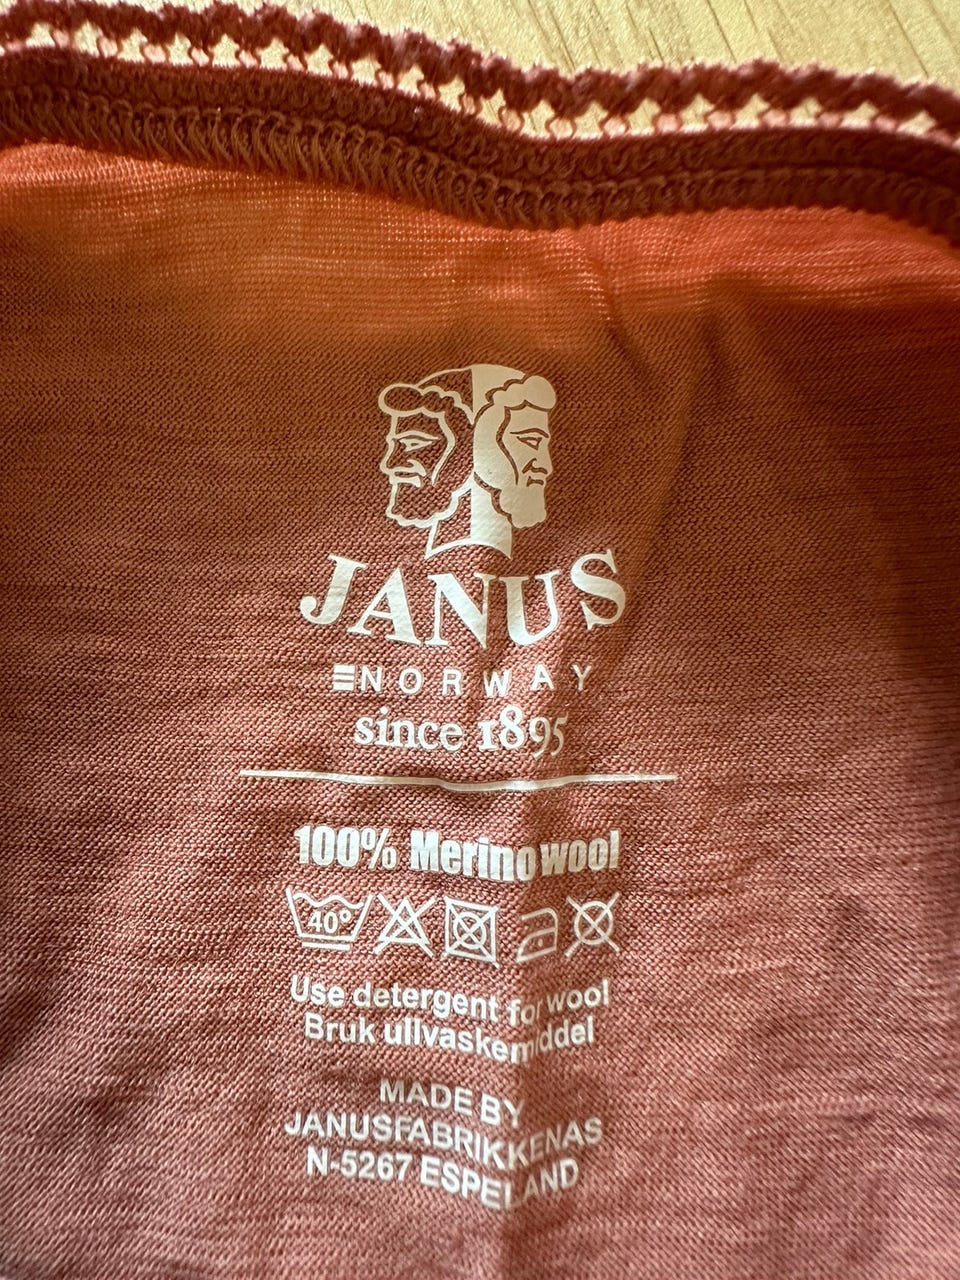 JANUS
NORWAY
since 1895
100% Merino wool
40°
Use detergent for wool
Bruk ullvaskemiddel
MADE BY
JANUSFABRIKKEN AS
N-5267 ESPELAND